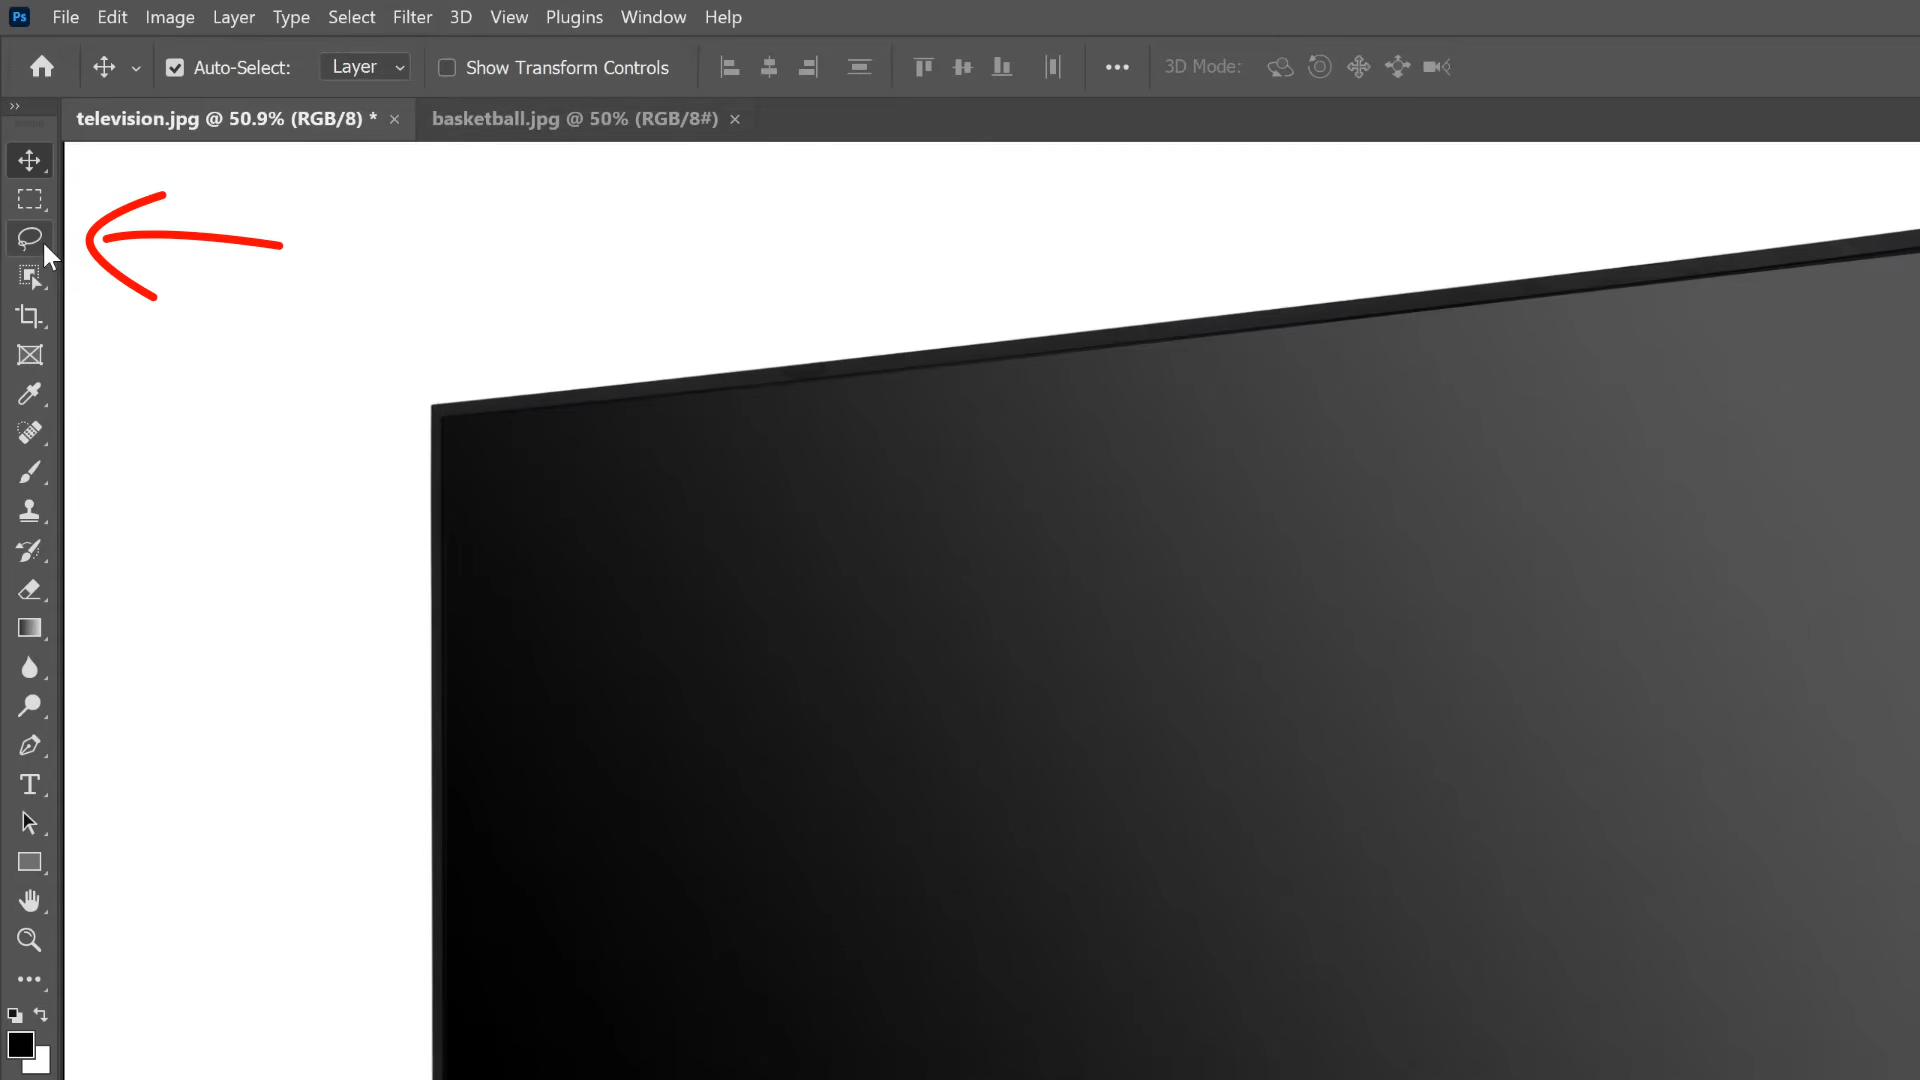 Ps File Edit Image Layer Type Select Filter 3D View Plugins Window Help
Auto-Select: Layer Show Transform Controls 3D Mode:
television.jpg @ 50.9% (RGB/8) * × basketball.jpg @ 50% (RGB/8#) ×
T